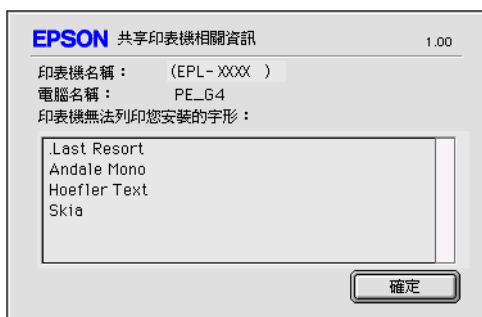 EPSON 共享印表機相關資訊 1.00
印表機名稱： (EPL-XXXX )
電腦名稱： PE_G4
印表機無法列印您安裝的字形：
.Last Resort
Andale Mono
Hoefler Text
Skia
確定